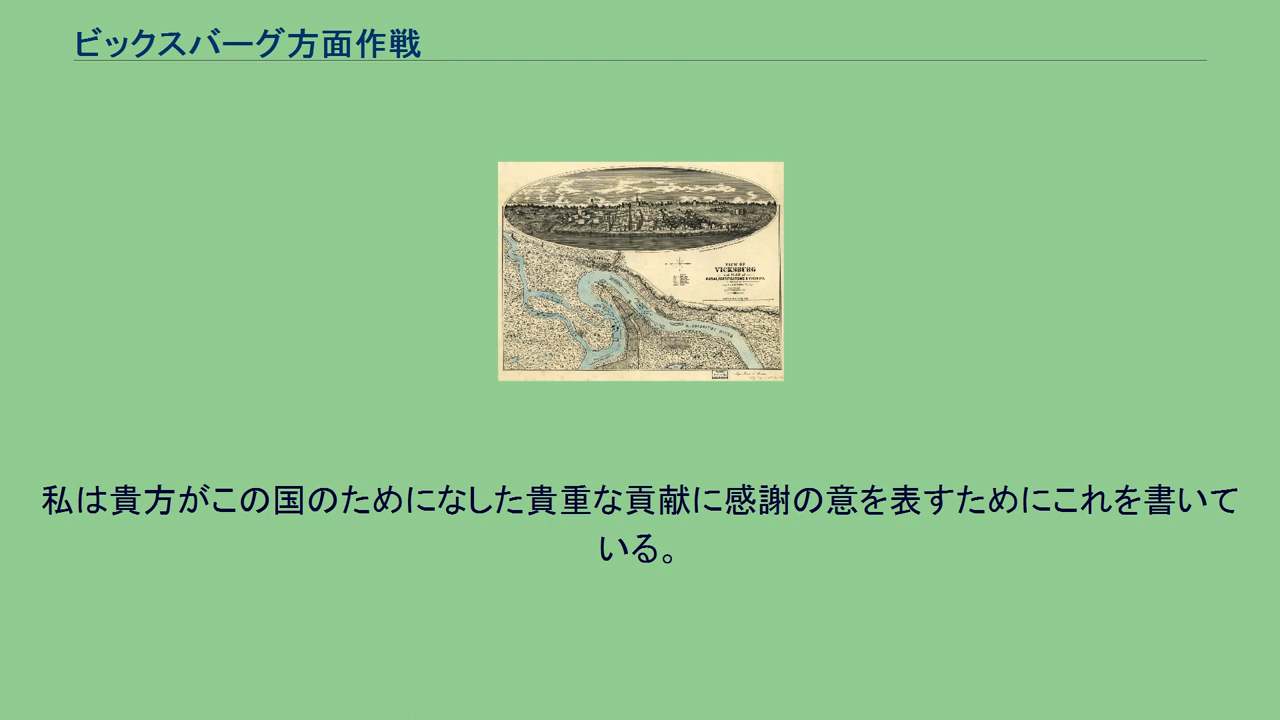 ビックスバーグ方面作戦
VIEW OF
VICKSBURG
私は貴方がこの国のためになした貴重な貢献に感謝の意を表すためにこれを書いて
いる。